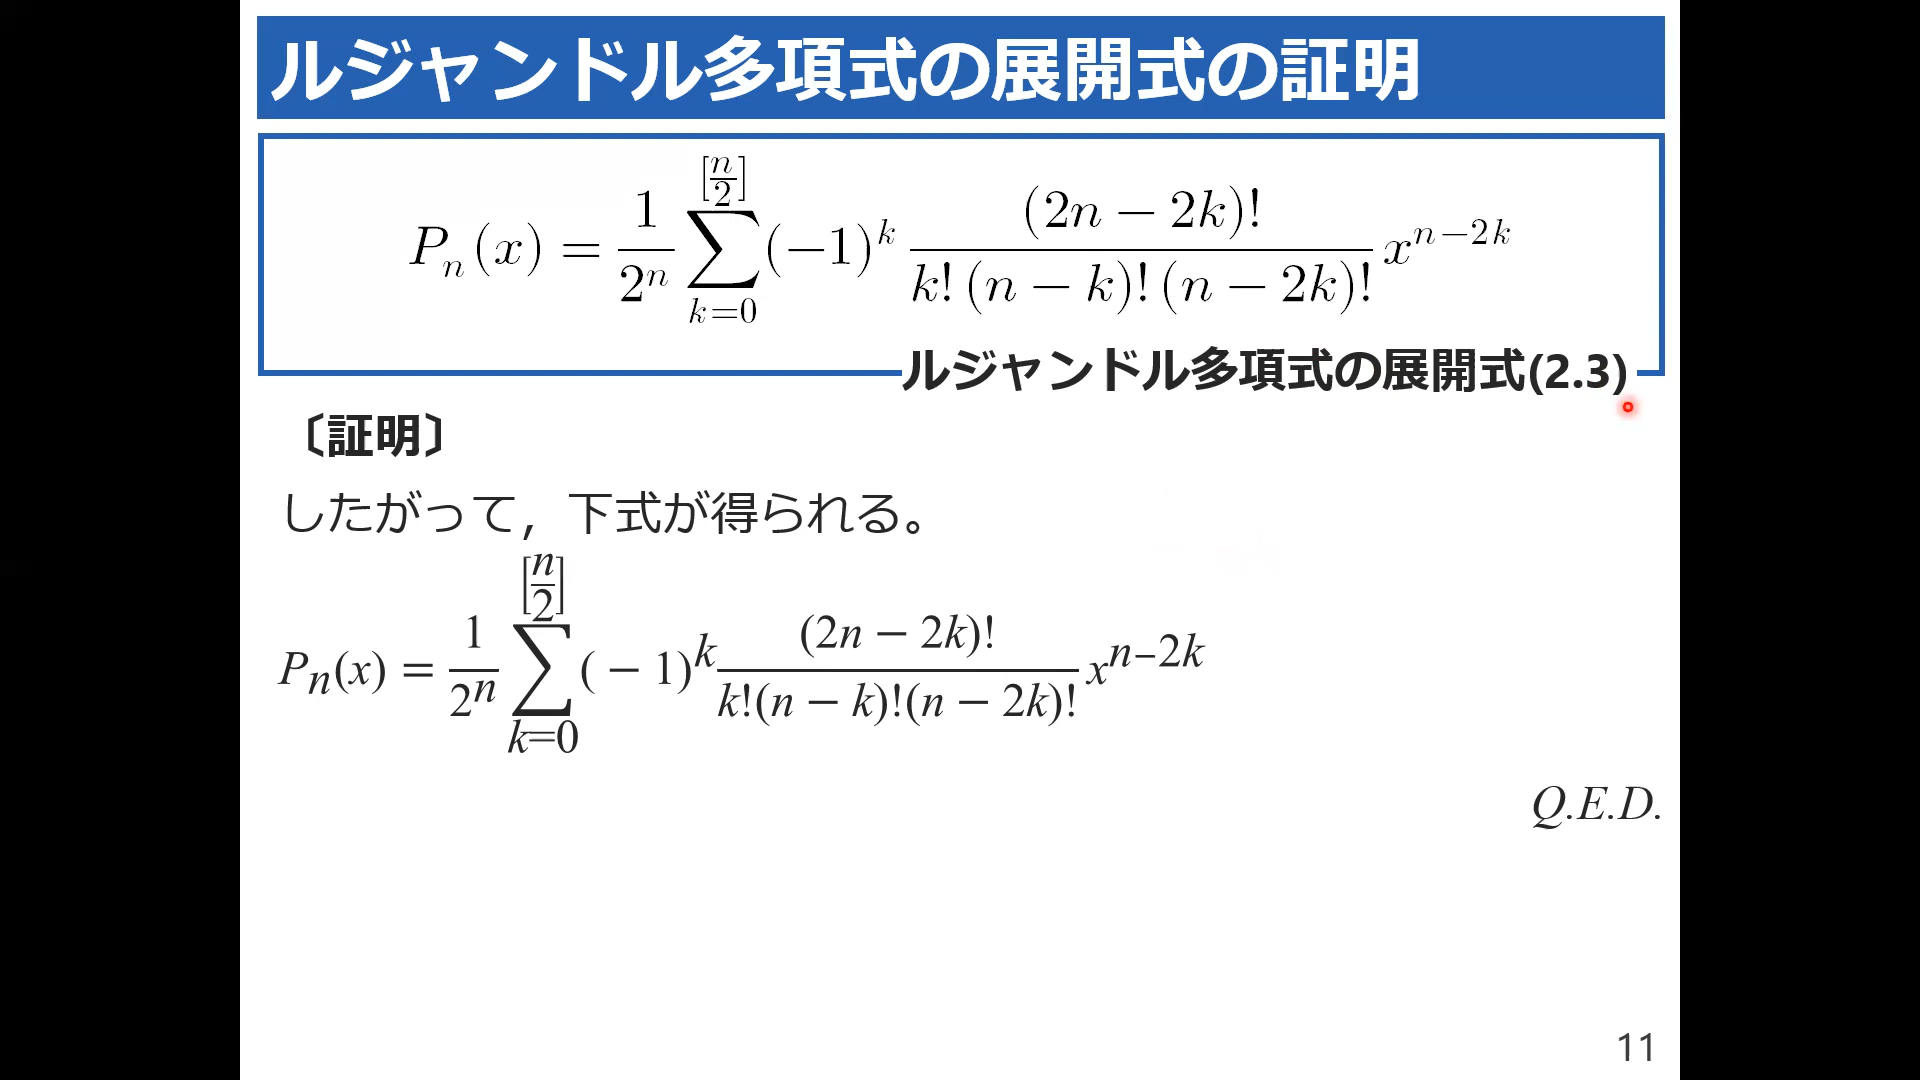 ルジャンドル多項式の展開式の証明
P_n(x) = \frac{1}{2^n} \sum_{k=0}^{[\frac{n}{2}]} (-1)^k \frac{(2n-2k)!}{k!(n-k)!(n-2k)!} x^{n-2k}
ルジャンドル多項式の展開式(2.3)
〔証明〕
したがって，下式が得られる。
P_n(x) = \frac{1}{2^n} \sum_{k=0}^{[\frac{n}{2}]} (-1)^k \frac{(2n-2k)!}{k!(n-k)!(n-2k)!} x^{n-2k}
Q.E.D.
11